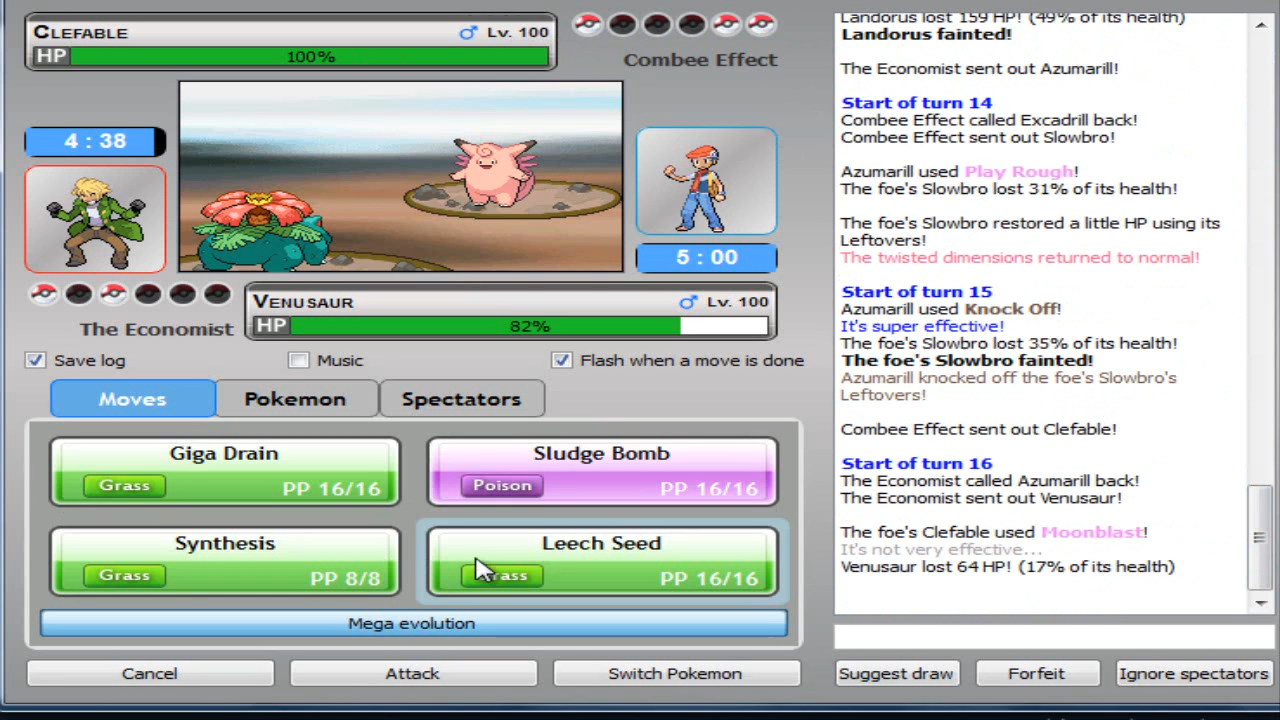 CLEFABLE
Lv. 100
HP
100%
Combee Effect
4 : 38
5 : 00
VENUSAUR
Lv. 100
The Economist
HP
82%
Save log
Music
Flash when a move is done
Moves
Pokemon
Spectators
Giga Drain
Grass
PP 16/16
Sludge Bomb
Poison
PP 16/16
Synthesis
Grass
PP 8/8
Leech Seed
PP 16/16
Mega evolution
Cancel
Attack
Switch Pokemon
Landorus lost 159 HP! (49% of its health)
Landorus fainted!
The Economist sent out Azumarill!
Start of turn 14
Combee Effect called Excadrill back!
Combee Effect sent out Slowbro!
Azumarill used Play Rough!
The foe's Slowbro lost 31% of its health!
The foe's Slowbro restored a little HP using its
Leftovers!
The twisted dimensions returned to normal!
Start of turn 15
Azumarill used Knock Off!
It's super effective!
The foe's Slowbro lost 35% of its health!
The foe's Slowbro fainted!
Azumarill knocked off the foe's Slowbro's
Leftovers!
Combee Effect sent out Clefable!
Start of turn 16
The Economist called Azumarill back!
The Economist sent out Venusaur!
The foe's Clefable used Moonblast!
It's not very effective...
Venusaur lost 64 HP! (17% of its health)
Suggest draw
Forfeit
Ignore spectators